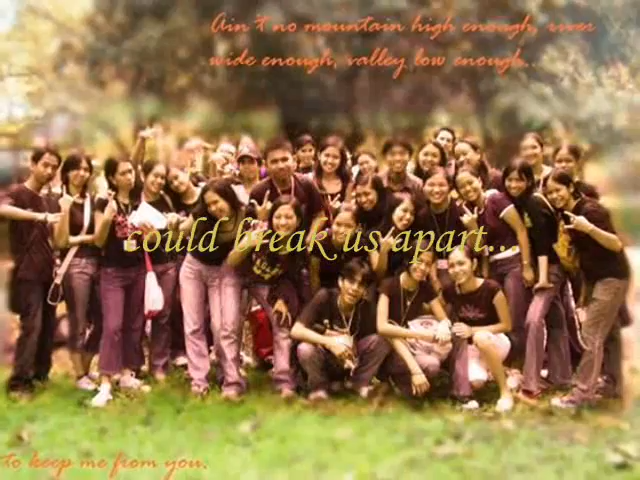 Ain't no mountain high enough, river
wide enough, valley low enough...
could break us apart...
to keep me from you.